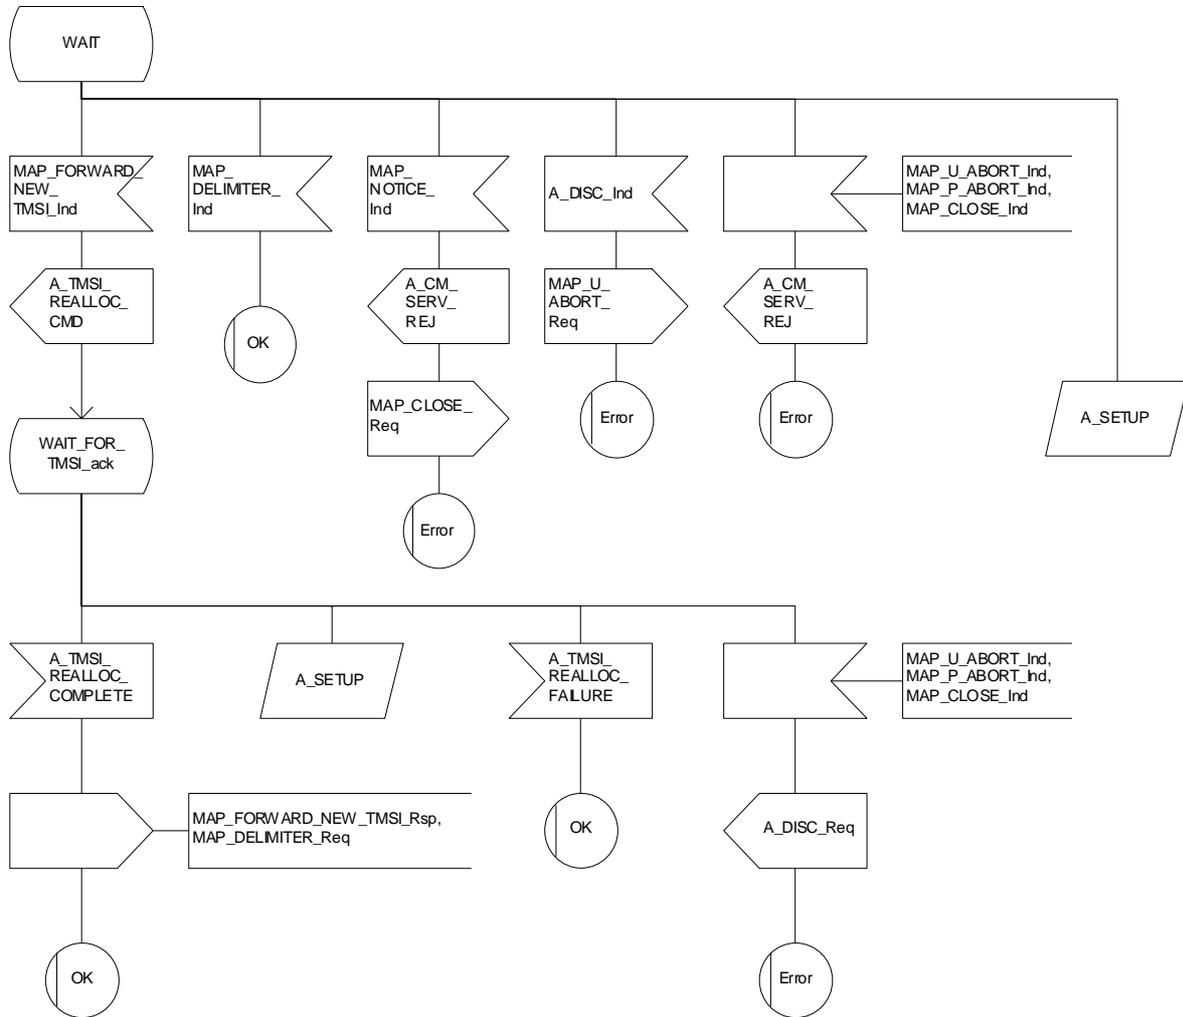 WAIT
MAP_FORWARD_
NEW_
TMSI_Ind
MAP_
DELIMITER_
Ind
MAP_
NOTICE_
Ind
A_DISC_Ind
MAP_U_ABORT_Ind,
MAP_P_ABORT_Ind,
MAP_CLOSE_Ind
A_TMSI_
REALLOC_
CMD
OK
A_CM_
SERV_
REJ
MAP_U_
ABORT_
Req
A_CM_
SERV_
REJ
MAP_CLOSE_
Req
Error
Error
A_SETUP
WAIT_FOR_
TMSI_ack
Error
A_TMSI_
REALLOC_
COMPLETE
A_SETUP
A_TMSI_
REALLOC_
FAILURE
MAP_U_ABORT_Ind,
MAP_P_ABORT_Ind,
MAP_CLOSE_Ind
MAP_FORWARD_NEW_TMSI_Rsp,
MAP_DELIMITER_Req
OK
A_DISC_Req
OK
Error